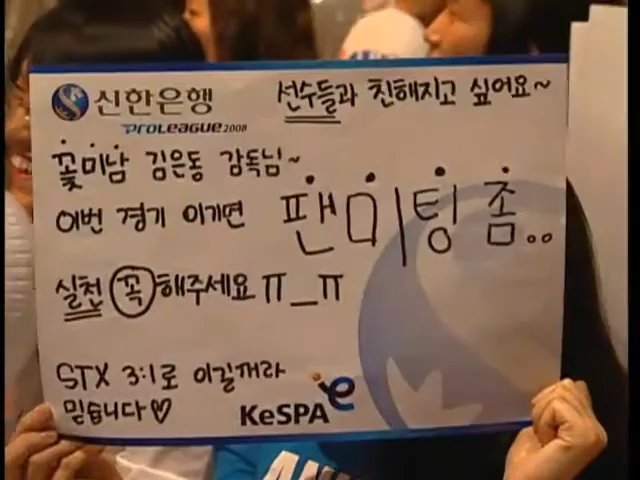 신한은행
PROLEAGUE 2008
선수들과 친해지고 싶어요~
꽃미남 김은동 감독님~
이번 경기 이기면 팬미팅 좀..
실천 꼭 해주세요 ㅠ_ㅠ
STX 3:1로 이길꺼라
믿습니다♡
KeSPA